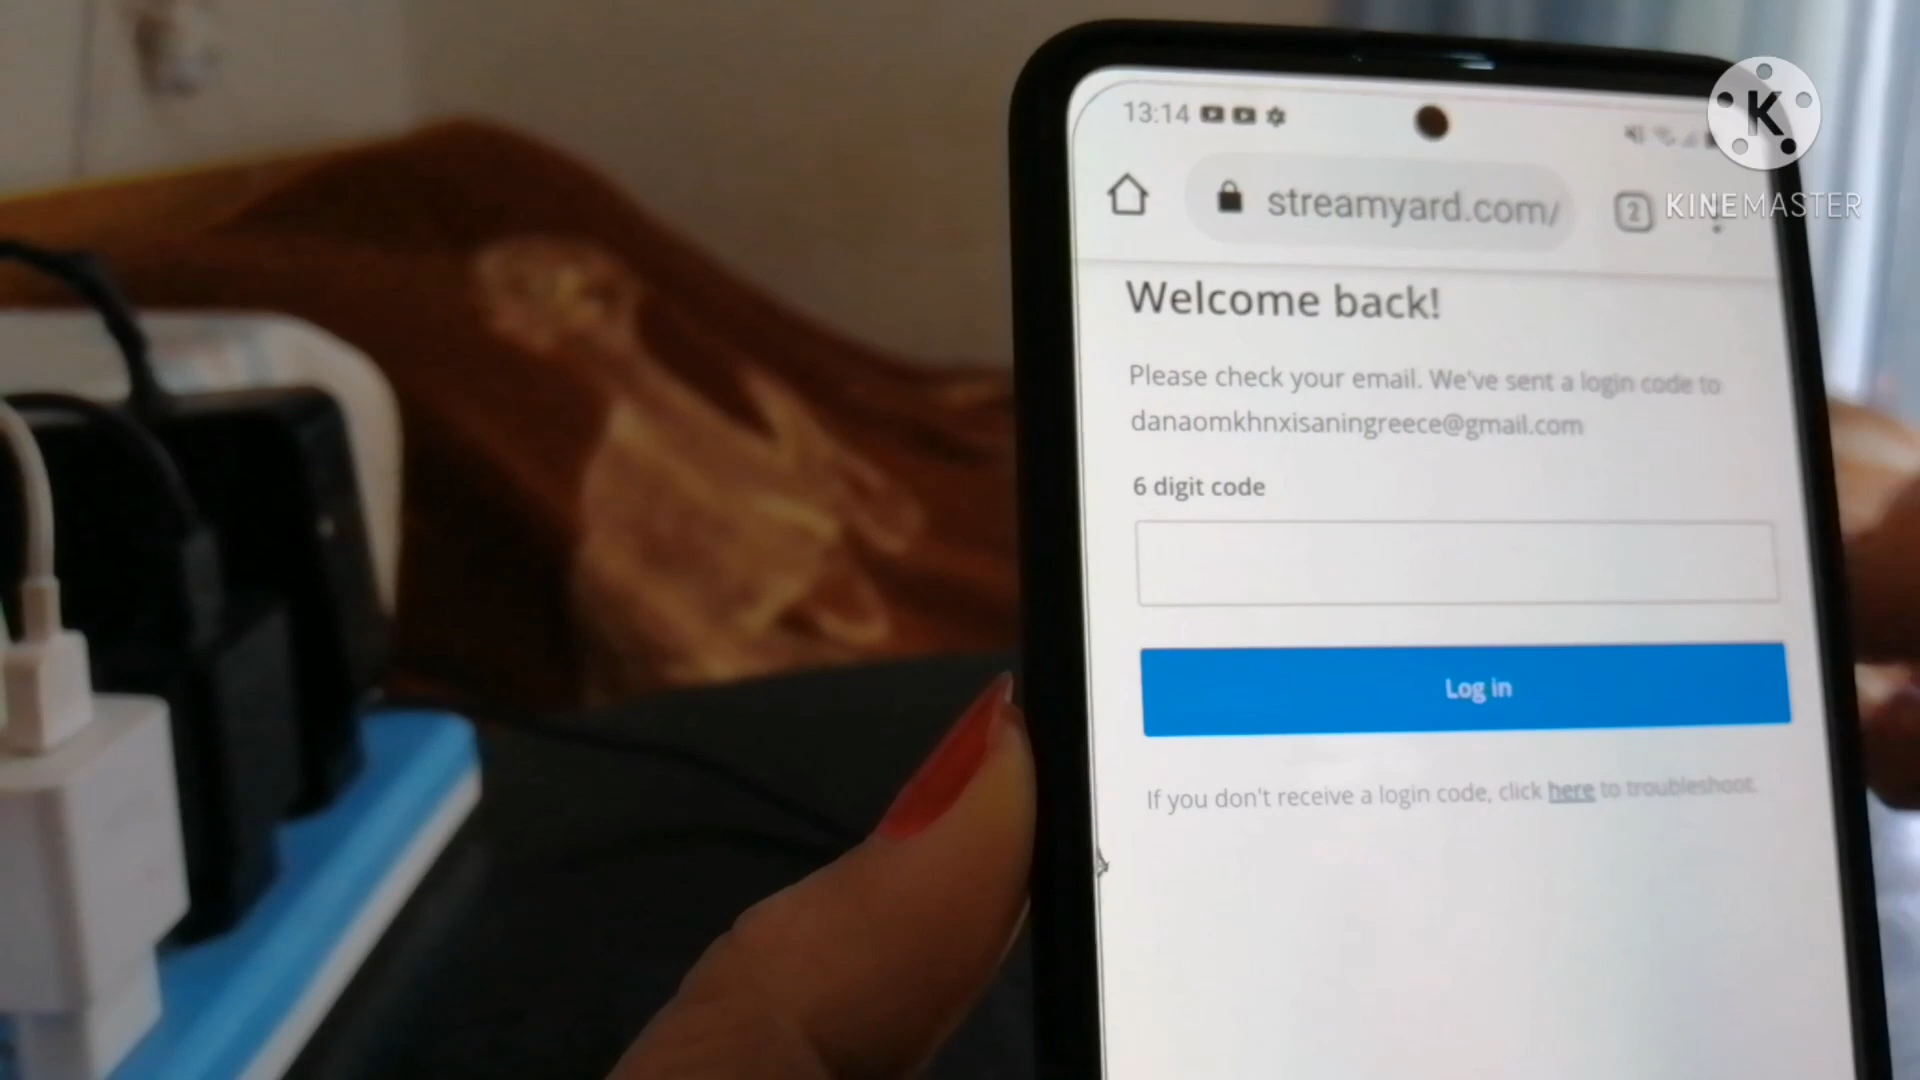 13:14
K
KINEMASTER
streamyard.com/
2
Welcome back!
Please check your email. We've sent a login code to
danaomkhnxisaningreece@gmail.com
6 digit code
Log in
If you don't receive a login code, click here to troubleshoot.